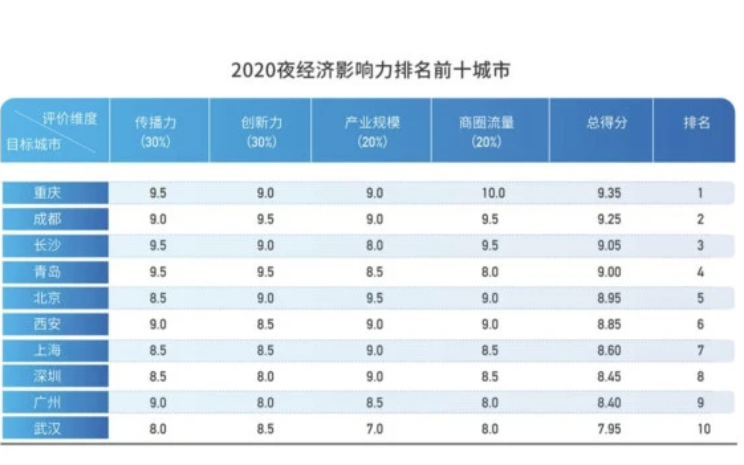 2020夜经济影响力排名前十城市
评价维度 目标城市 传播力 (30%) 创新力 (30%) 产业规模 (20%) 商圈流量 (20%) 总得分 排名
重庆 9.5 9.0 9.0 10.0 9.35 1
成都 9.0 9.5 9.0 9.5 9.25 2
长沙 9.5 9.0 8.0 9.5 9.05 3
青岛 9.5 9.5 8.5 8.0 9.00 4
北京 8.5 9.0 9.5 9.0 8.95 5
西安 9.0 8.5 9.0 9.0 8.85 6
上海 8.5 8.5 9.0 8.5 8.60 7
深圳 8.5 8.0 9.0 8.5 8.45 8
广州 9.0 8.0 8.5 8.0 8.40 9
武汉 8.0 8.5 7.0 8.0 7.95 10